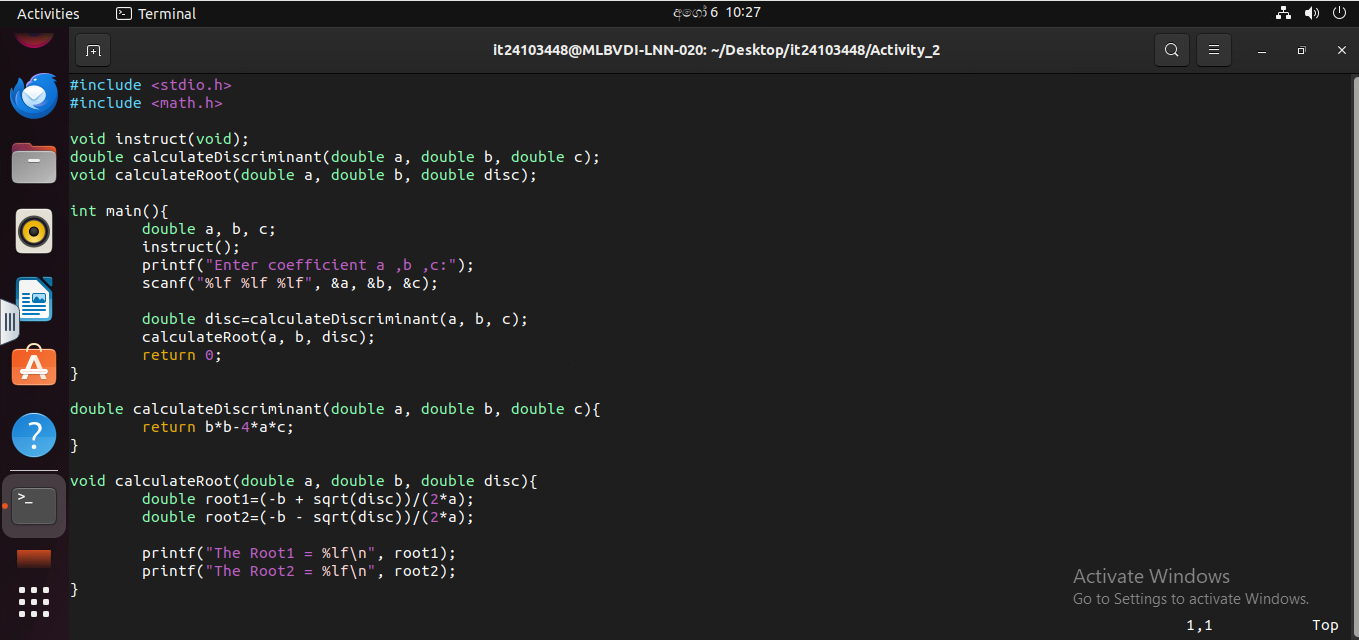 Activities
Terminal
අගෝ 6 10:27
it24103448@MLBVDI-LNN-020: ~/Desktop/it24103448/Activity_2
#include <stdio.h>
#include <math.h>
void instruct(void);
double calculateDiscriminant(double a, double b, double c);
void calculateRoot(double a, double b, double disc);
int main(){
        double a, b, c;
        instruct();
        printf("Enter coefficient a ,b ,c:");
        scanf("%lf %lf %lf", &a, &b, &c);
        double disc=calculateDiscriminant(a, b, c);
        calculateRoot(a, b, disc);
        return 0;
}
double calculateDiscriminant(double a, double b, double c){
        return b*b-4*a*c;
}
void calculateRoot(double a, double b, double disc){
        double root1=(-b + sqrt(disc))/(2*a);
        double root2=(-b - sqrt(disc))/(2*a);
        printf("The Root1 = %lf\n", root1);
        printf("The Root2 = %lf\n", root2);
}
Activate Windows
Go to Settings to activate Windows.
1,1
Top